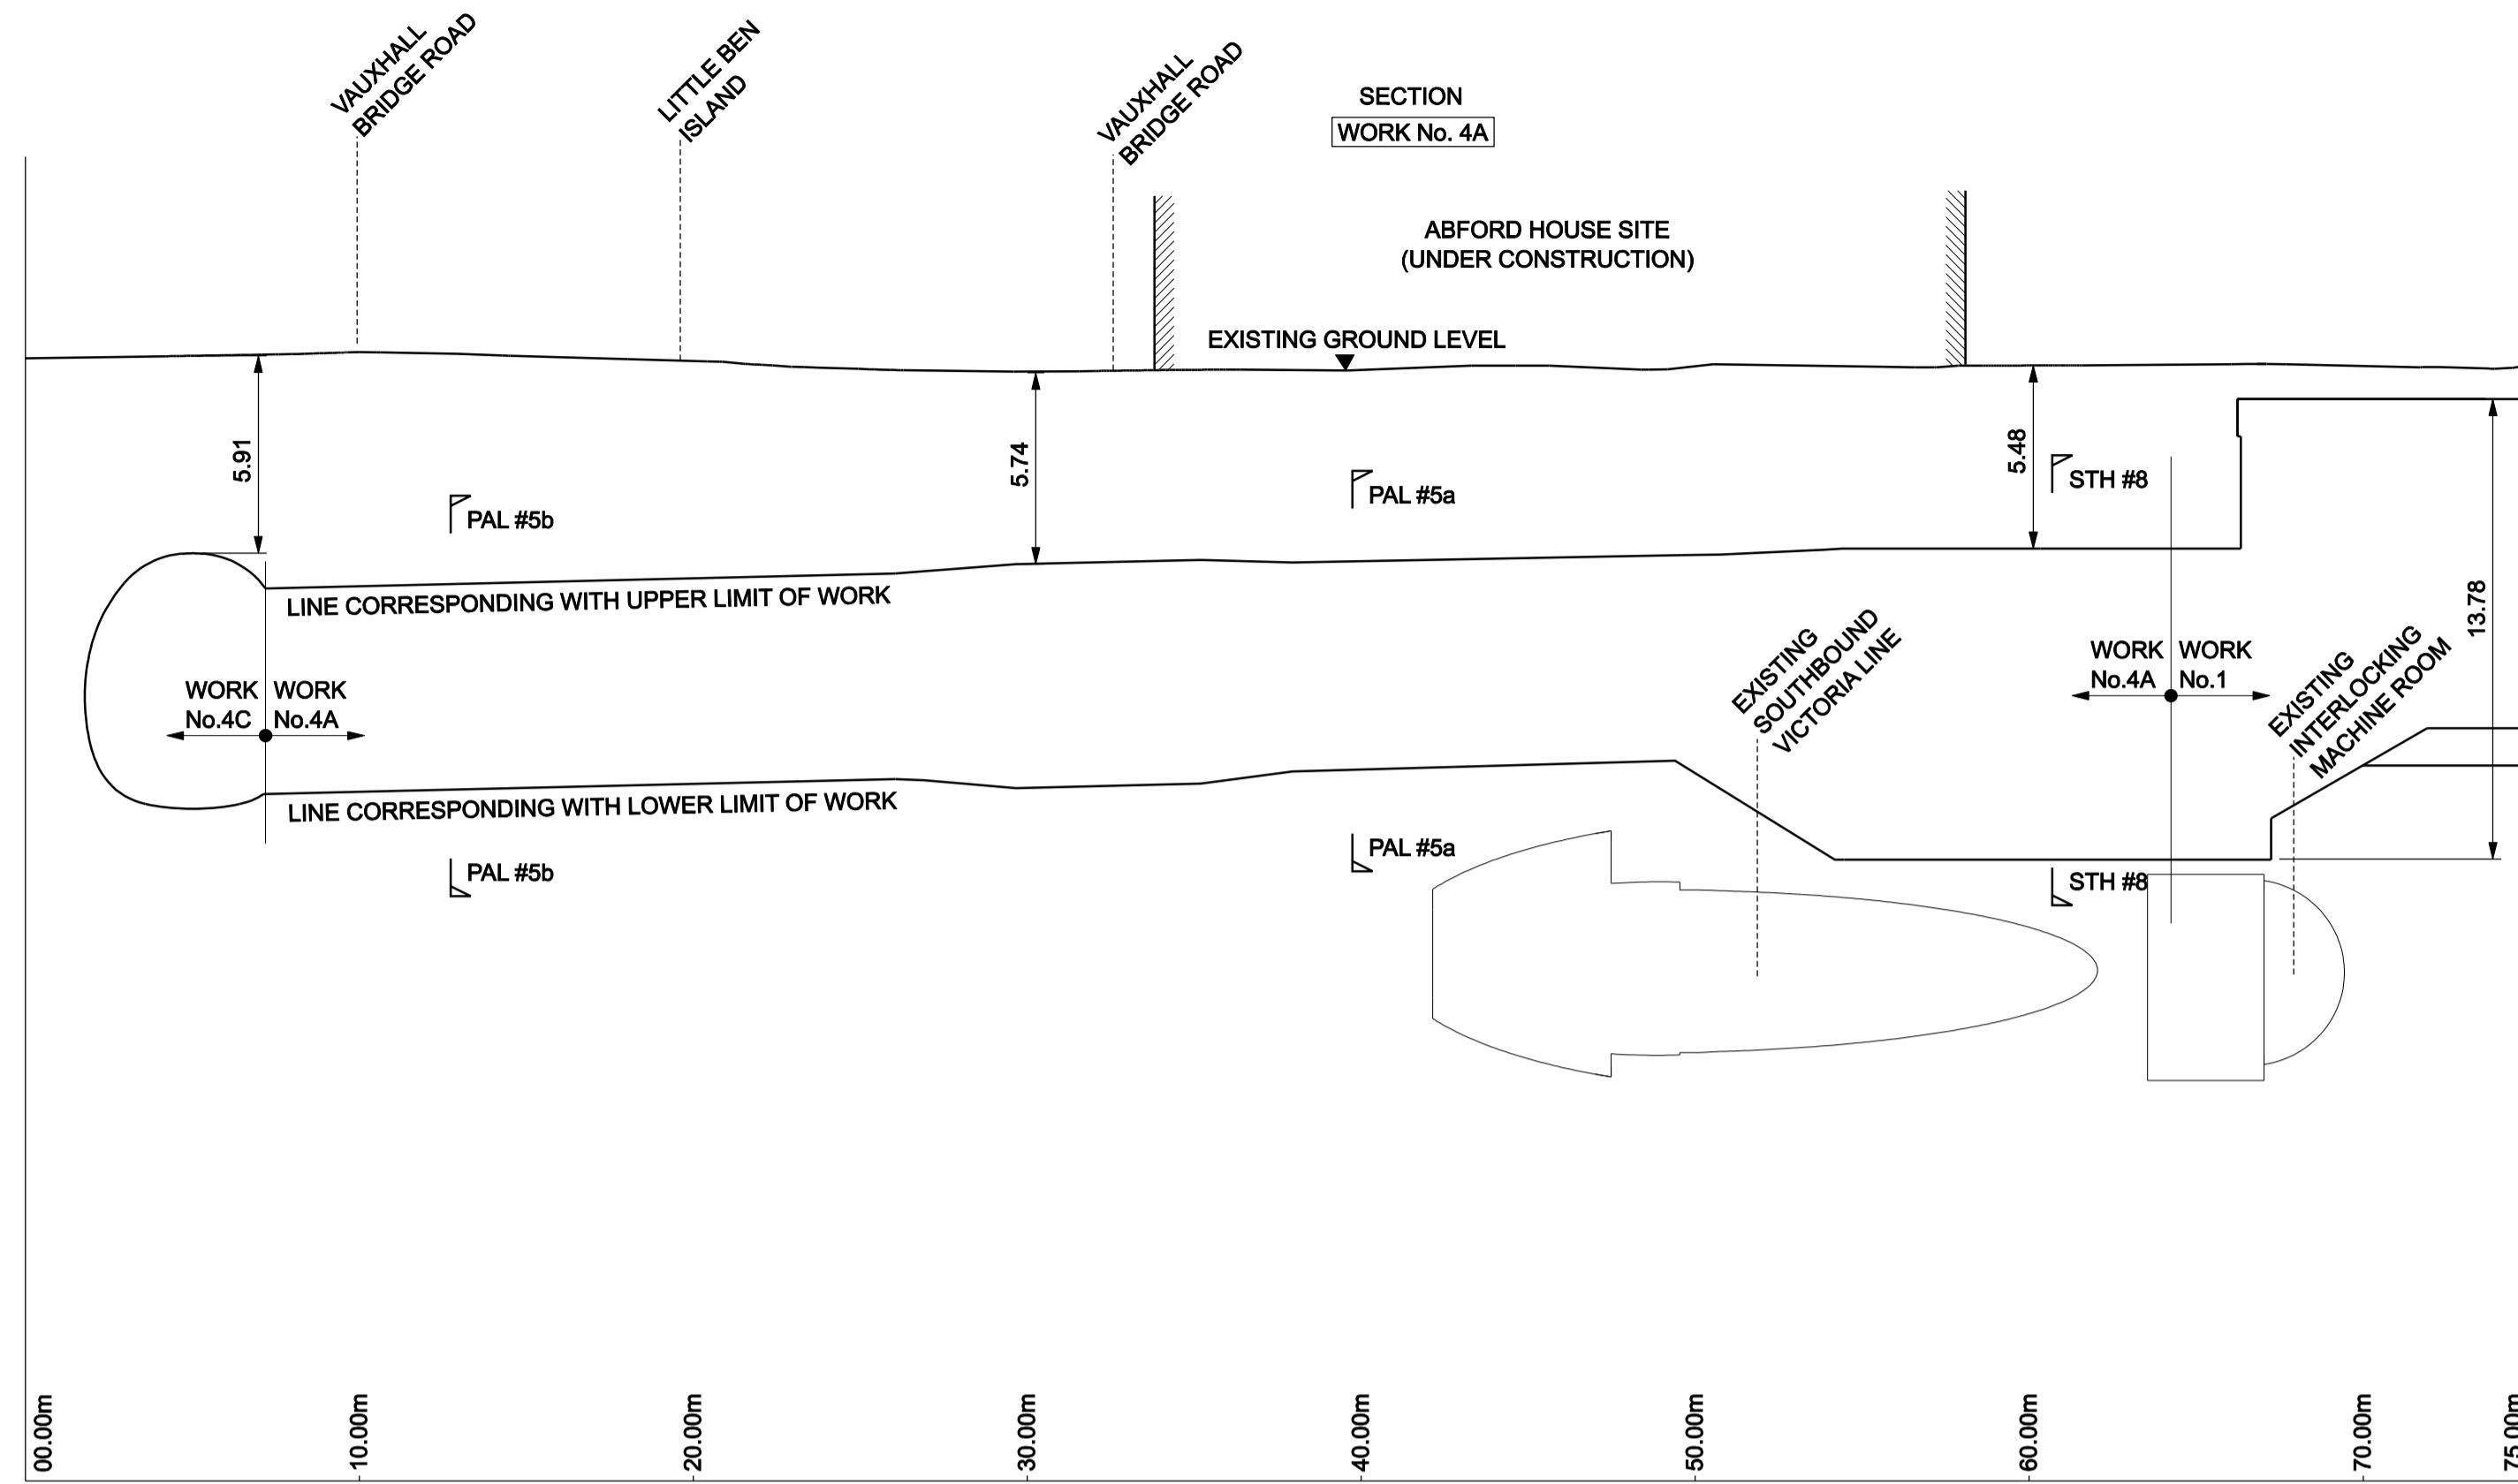 VAUXHALL
BRIDGE ROAD
LITTLE BEN
ISLAND
VAUXHALL
BRIDGE ROAD
SECTION
WORK No. 4A
ABFORD HOUSE SITE
(UNDER CONSTRUCTION)
EXISTING GROUND LEVEL
5.91
5.74
5.48
13.78
PAL #5b
PAL #5a
STH #8
LINE CORRESPONDING WITH UPPER LIMIT OF WORK
WORK
No.4C
WORK
No.4A
EXISTING
SOUTHBOUND
VICTORIA LINE
WORK
No.4A
WORK
No.1
EXISTING
INTERLOCKING
MACHINE ROOM
LINE CORRESPONDING WITH LOWER LIMIT OF WORK
PAL #5b
PAL #5a
STH #8
00.00m
10.00m
20.00m
30.00m
40.00m
50.00m
60.00m
70.00m
75.00m